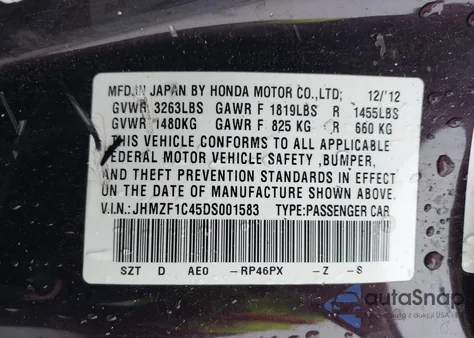 MFD.IN JAPAN BY HONDA MOTOR CO.,LTD; 12/'12
GVWR 3263LBS GAWR F 1819LBS R 1455LBS
GVWR 1480KG GAWR F 825 KG R 660 KG
THIS VEHICLE CONFORMS TO ALL APPLICABLE
FEDERAL MOTOR VEHICLE SAFETY ,BUMPER,
AND THEFT PREVENTION STANDARDS IN EFFECT
ON THE DATE OF MANUFACTURE SHOWN ABOVE.
V.I.N.: JHMZF1C45DS001583 TYPE:PASSENGER CAR
SZT D AE0 -RP46PX -Z -S
autoSnap